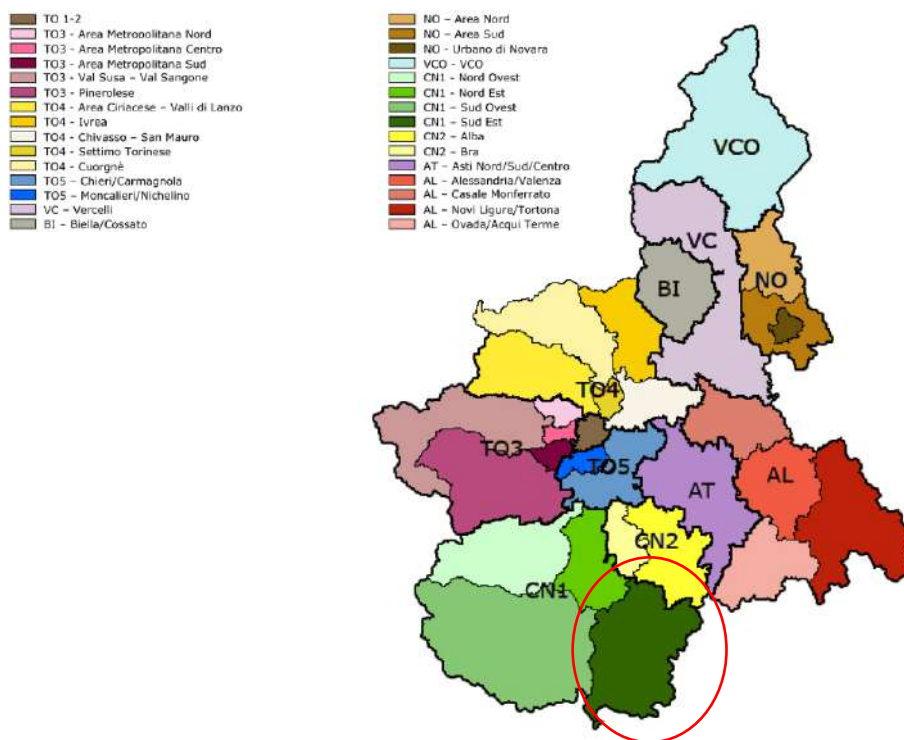 TO 1-2
TO3 - Area Metropolitana Nord
TO3 - Area Metropolitana Centro
TO3 - Area Metropolitana Sud
TO3 - Val Susa – Val Sangone
TO3 - Pinerolese
TO4 - Area Ciriacese – Valli di Lanzo
TO4 - Ivrea
TO4 - Chivasso – San Mauro
TO4 - Settimo Torinese
TO4 - Cuorgnè
TO5 - Chieri/Carmagnola
TO5 - Moncalieri/Nichelino
VC – Vercelli
BI – Biella/Cossato
NO – Area Nord
NO – Area Sud
NO - Urbano di Novara
VCO - VCO
CN1 - Nord Ovest
CN1 - Nord Est
CN1 – Sud Ovest
CN1 – Sud Est
CN2 – Alba
CN2 – Bra
AT – Asti Nord/Sud/Centro
AL – Alessandria/Valenza
AL – Casale Monferrato
AL – Novi Ligure/Tortona
AL – Ovada/Acqui Terme
VCO
VC
BI
NO
TO4
TO3
TO5
AT
AL
CN2
CN1